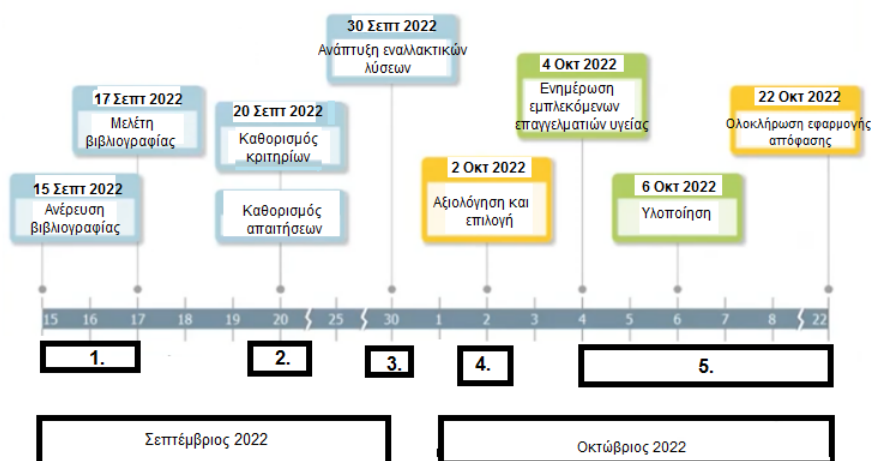 30 Σεπτ 2022
Ανάπτυξη εναλλακτικών
λύσεων
17 Σεπτ 2022
Μελέτη
βιβλιογραφίας
20 Σεπτ 2022
Καθορισμός
κριτηρίων
4 Οκτ 2022
Ενημέρωση
εμπλεκόμενων
επαγγελματιών υγείας
22 Οκτ 2022
Ολοκλήρωση εφαρμογής
απόφασης
15 Σεπτ 2022
Ανέρευση
βιβλιογραφίας
Καθορισμός
απαιτήσεων
2 Οκτ 2022
Αξιολόγηση και
επιλογή
6 Οκτ 2022
Υλοποίηση
15 16 17 18 19 20 25 30 1 2 3 4 5 6 7 8 22
1. 2. 3. 4. 5.
Σεπτέμβριος 2022
Οκτώβριος 2022